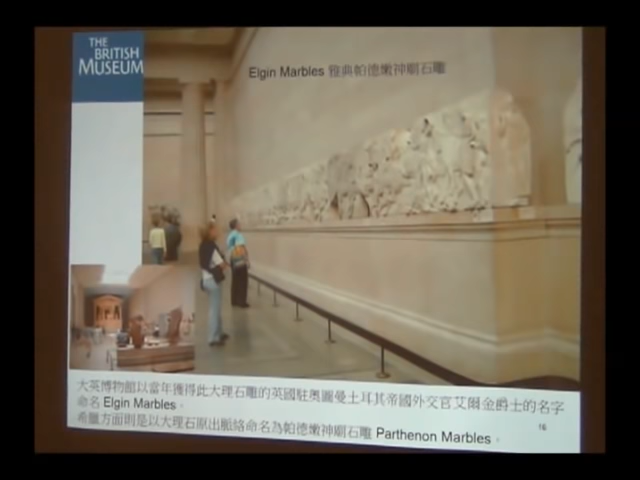 THE
BRITISH
MUSEUM
Elgin Marbles 雅典帕德嫩神廟石雕
大英博物館以當年獲得此大理石雕的英國駐奧圖曼土耳其帝國外交官艾爾金爵士的名字
命名 Elgin Marbles。
希臘方面則是以大理石原出脈絡命名為帕德嫩神廟石雕 Parthenon Marbles。
16